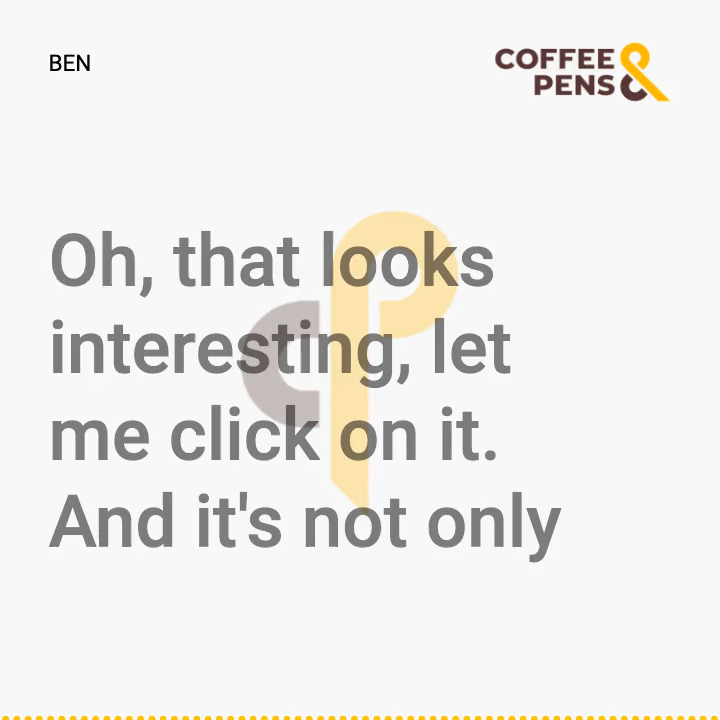 BEN
COFFEE &
PENS
Oh, that looks
interesting, let
me click on it.
And it's not only